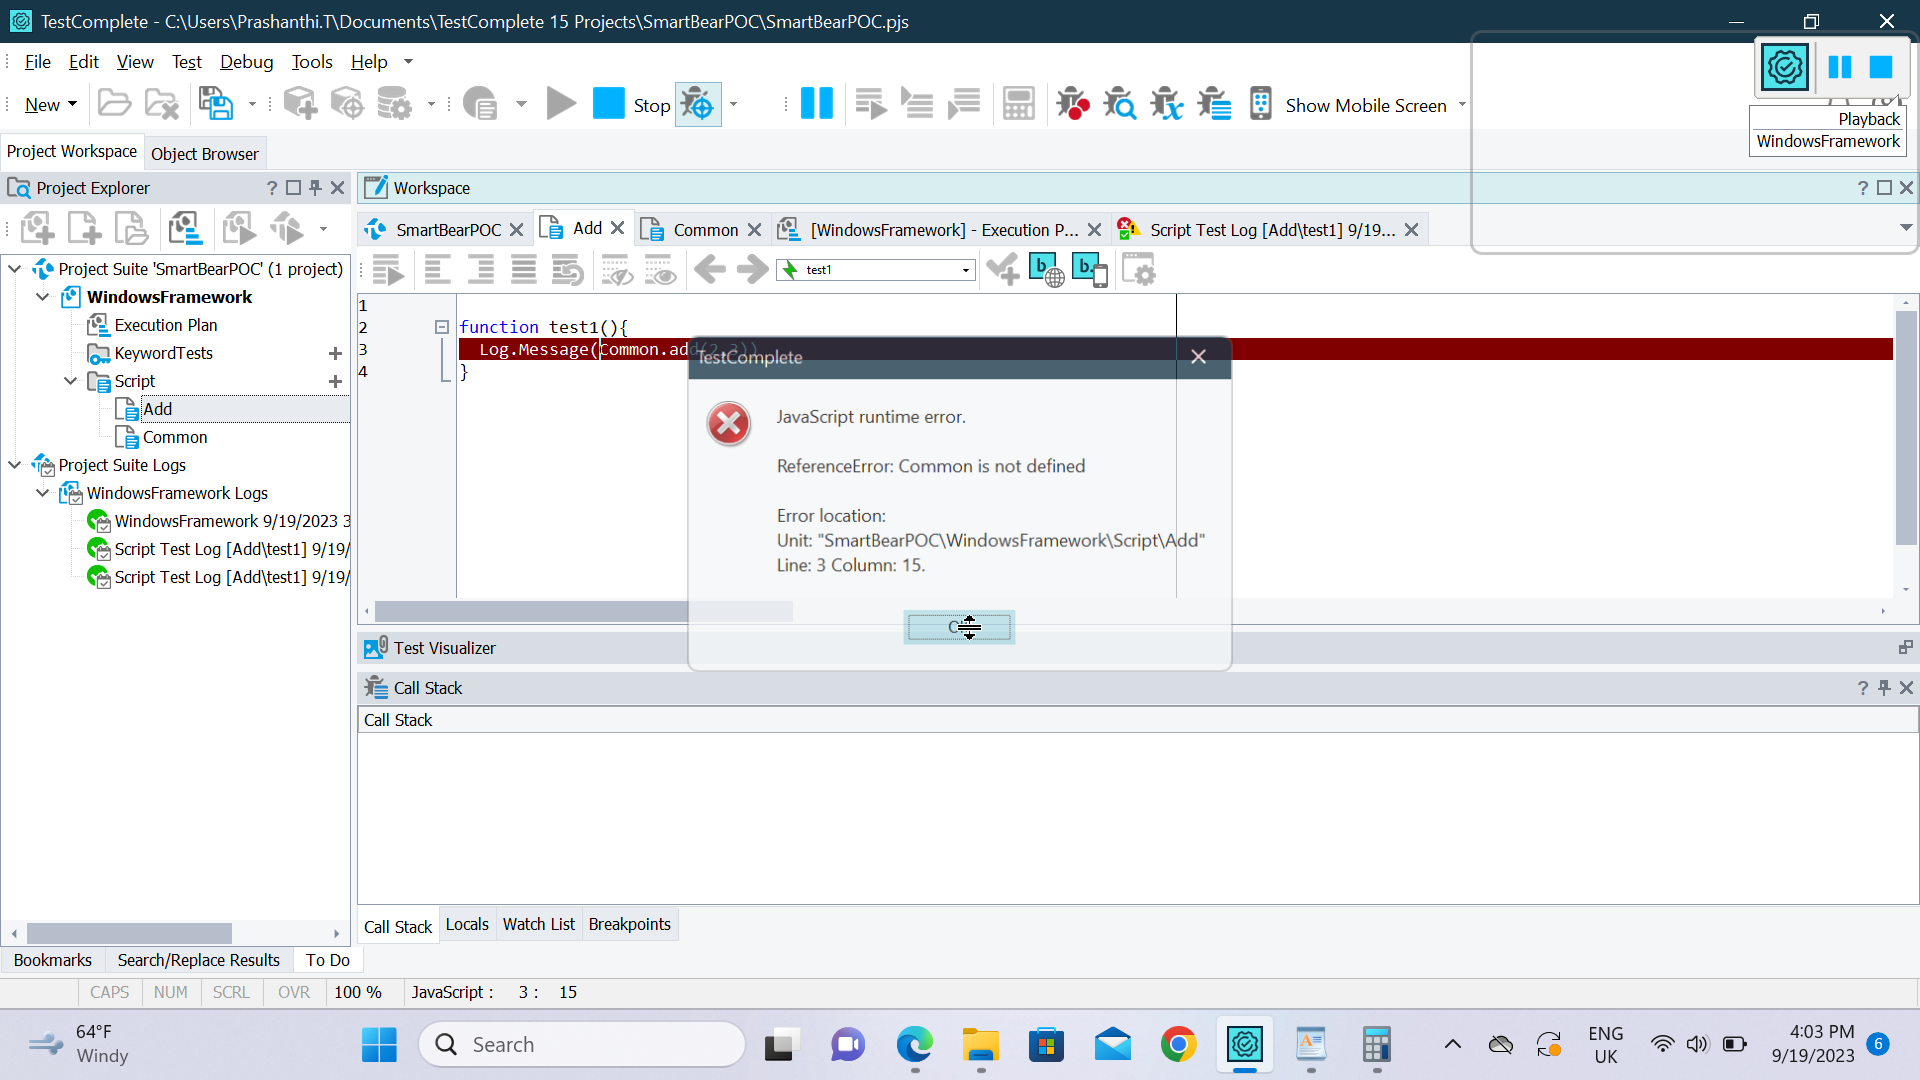 TestComplete - C:\Users\Prashanthi.T\Documents\TestComplete 15 Projects\SmartBearPOC\SmartBearPOC.pjs
File Edit View Test Debug Tools Help
New Stop Show Mobile Screen
Playback
WindowsFramework
Project Workspace Object Browser
Project Explorer ?
Workspace ?
SmartBearPOC Add Common [WindowsFramework] - Execution P... Script Test Log [Add\test1] 9/19...
test1
Project Suite 'SmartBearPOC' (1 project)
WindowsFramework
Execution Plan
KeywordTests
Script
Add
Common
Project Suite Logs
WindowsFramework Logs
WindowsFramework 9/19/2023 3
Script Test Log [Add\test1] 9/19/
Script Test Log [Add\test1] 9/19/
1
2 function test1(){
3 Log.Message(Common.add(2,3))
4 }
TestComplete
JavaScript runtime error.
ReferenceError: Common is not defined
Error location:
Unit: "SmartBearPOC\WindowsFramework\Script\Add"
Line: 3 Column: 15.
Test Visualizer
Call Stack ?
Call Stack
Call Stack Locals Watch List Breakpoints
Bookmarks Search/Replace Results To Do
CAPS NUM SCRL OVR 100 % JavaScript : 3 : 15
64°F
Windy
Search
ENG
UK
4:03 PM
9/19/2023
6